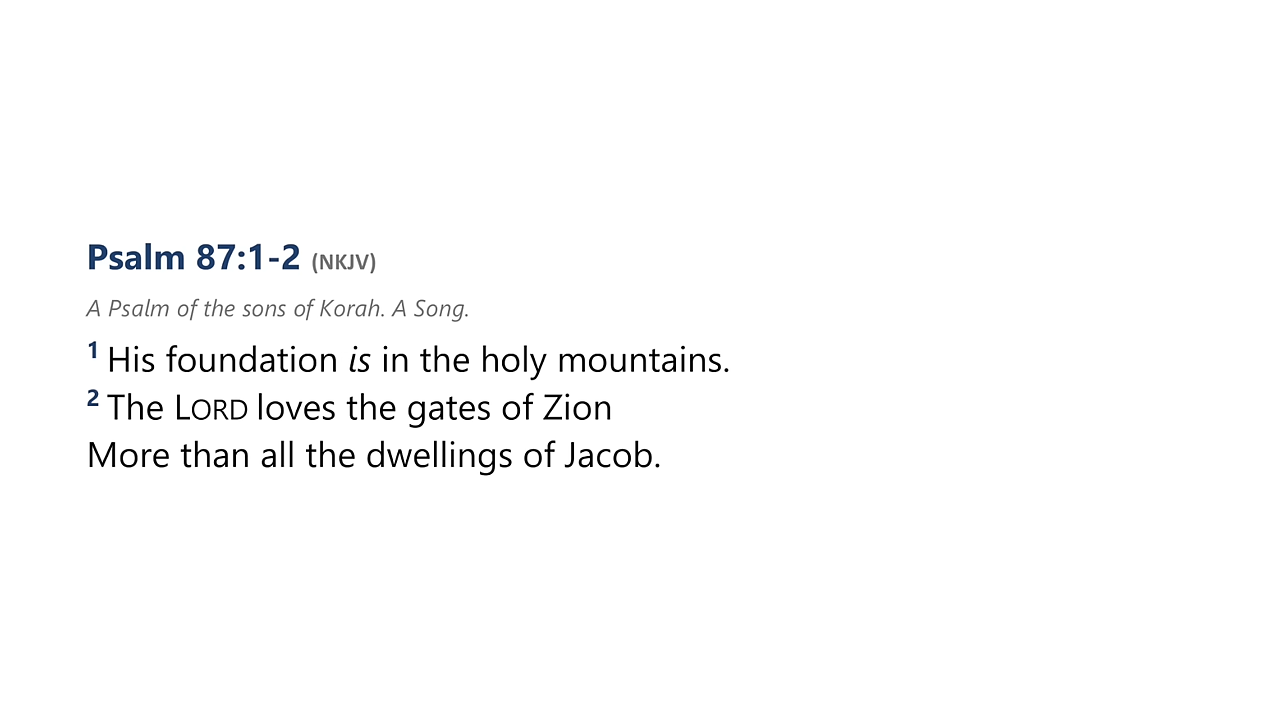 Psalm 87:1-2 (NKJV)
A Psalm of the sons of Korah. A Song.
1 His foundation is in the holy mountains.
2 The LORD loves the gates of Zion
More than all the dwellings of Jacob.